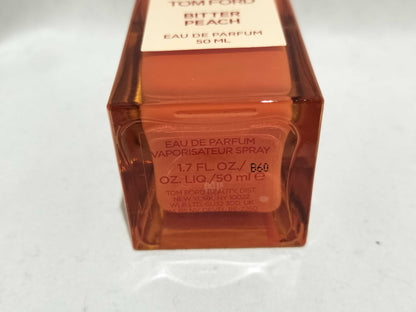 TOM FORD
BITTER
PEACH
EAU DE PARFUM
50 ML
EAU DE PARFUM
VAPORISATEUR SPRAY
1.7 FL.OZ./
OZ. LIQ./50 ml e
B60
TOM FORD BEAUTY, DIST.
NEW YORK, NY 10022